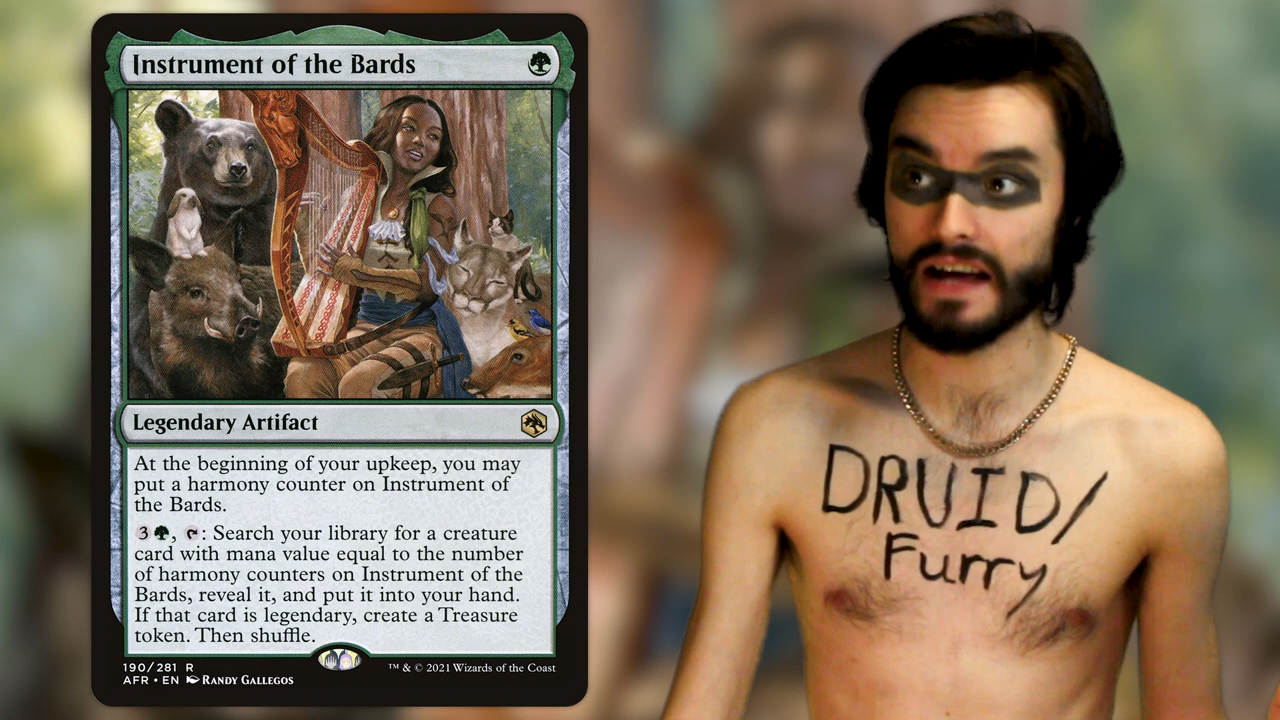 Instrument of the Bards
Legendary Artifact
At the beginning of your upkeep, you may
put a harmony counter on Instrument of
the Bards.
3 , : Search your library for a creature
card with mana value equal to the number
of harmony counters on Instrument of the
Bards, reveal it, and put it into your hand.
If that card is legendary, create a Treasure
token. Then shuffle.
190/281 R
AFR • EN RANDY GALLEGOS
™ & © 2021 Wizards of the Coast
DRUID/
Furry